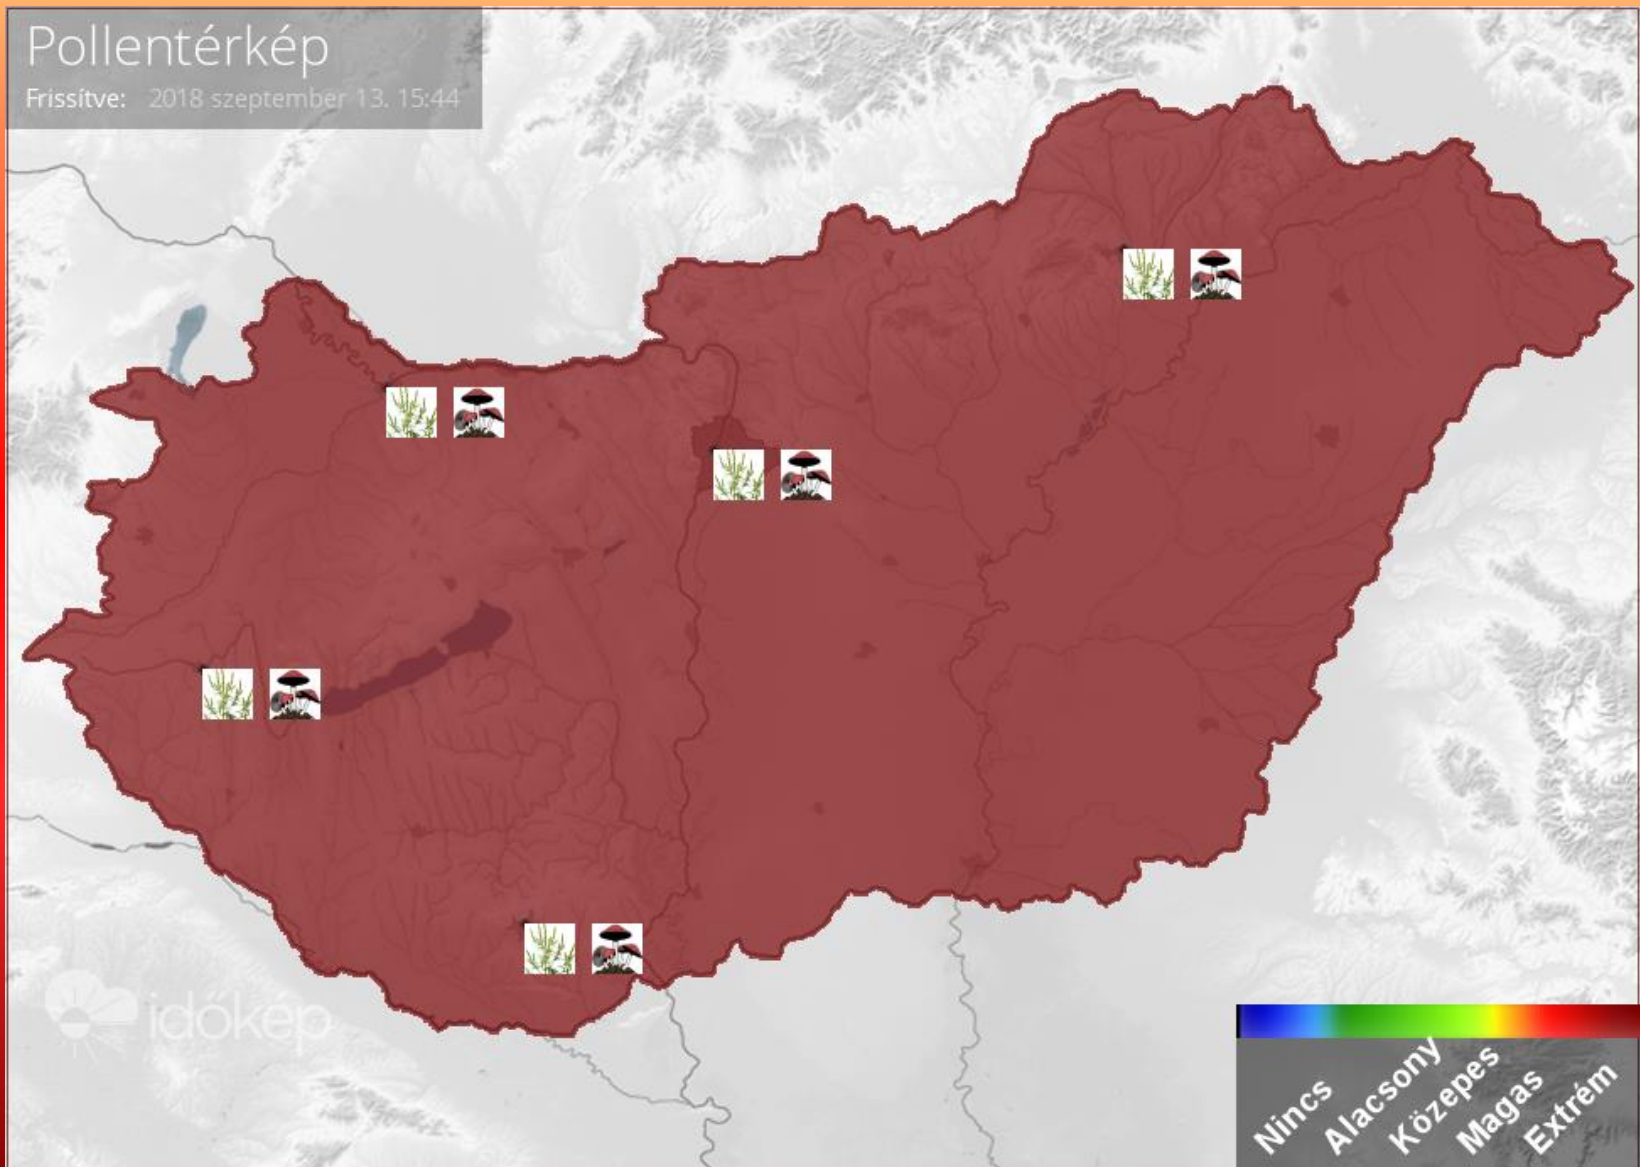 Pollentérkép
Frissítve: 2018 szeptember 13. 15:44
időkép
Nincs
Alacsony
Közepes
Magas
Extrém